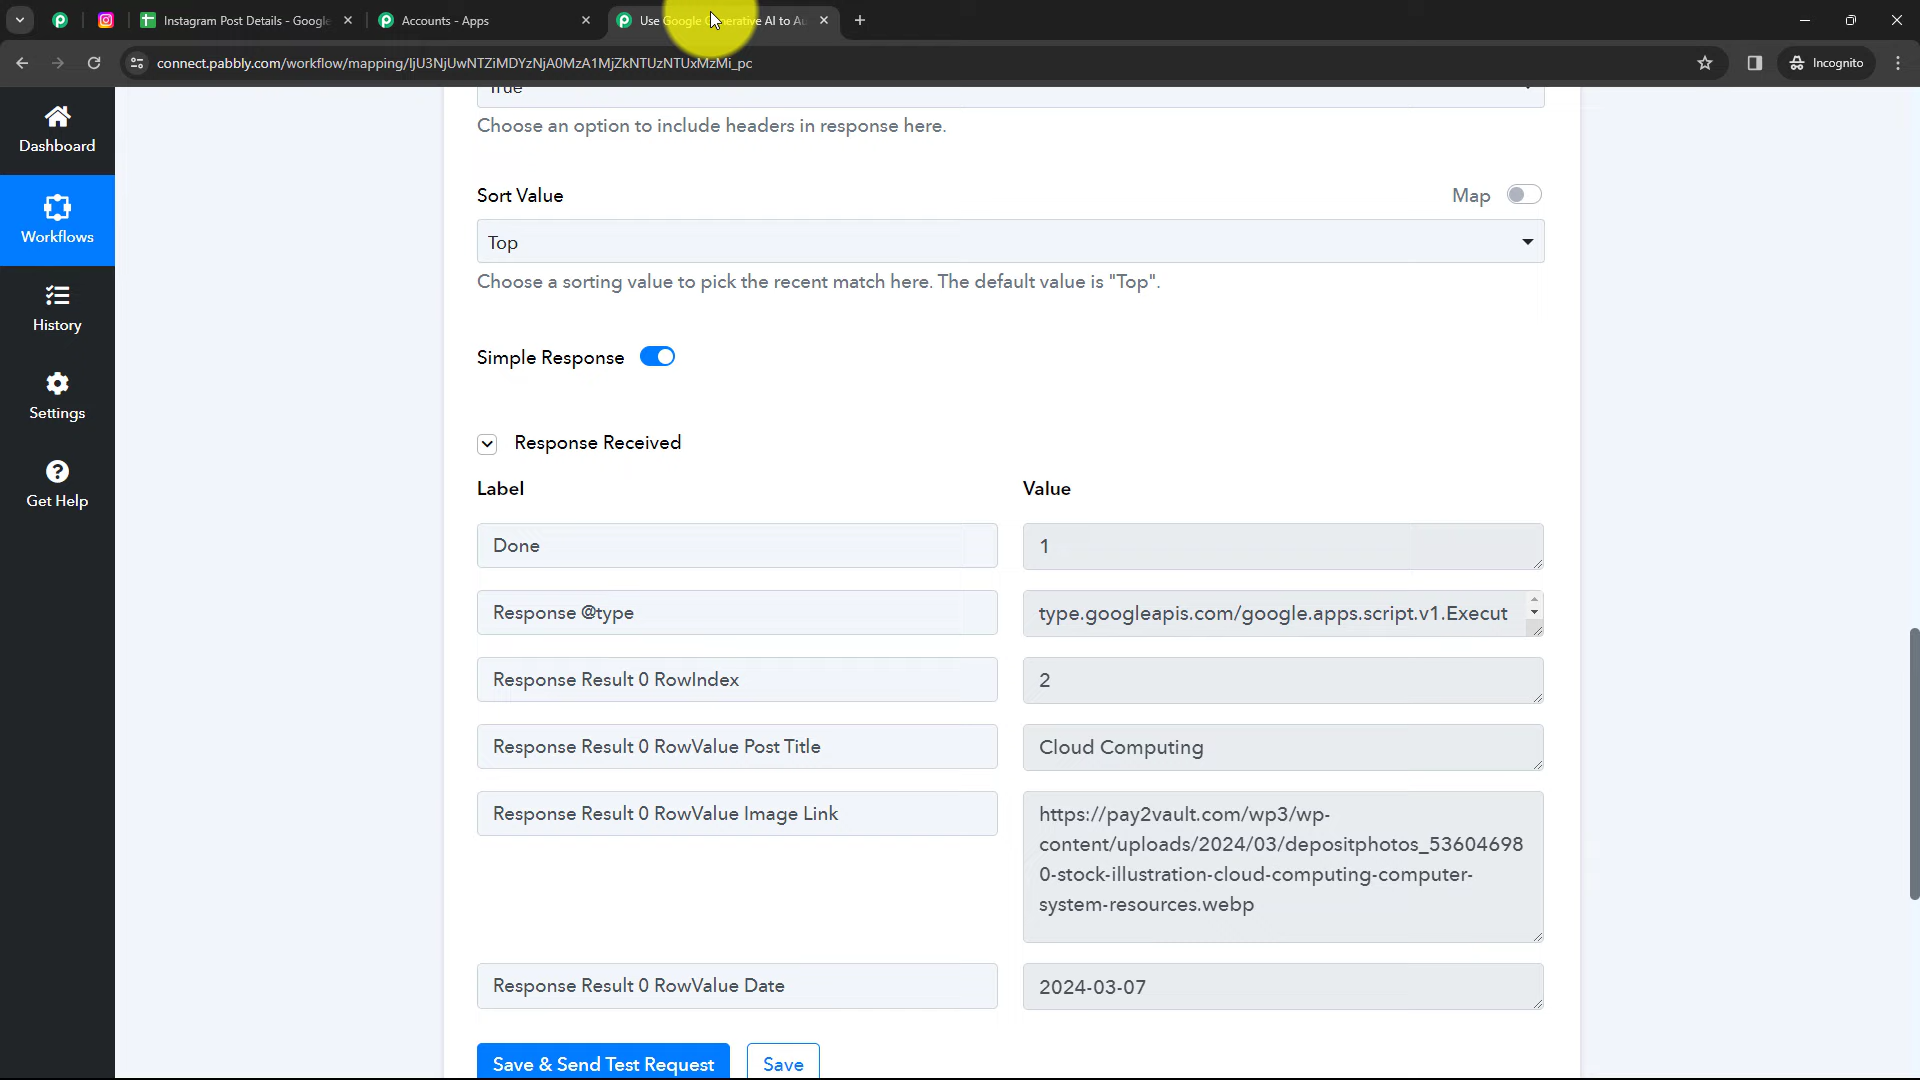 Instagram Post Details - Google
Accounts - Apps
Use Google Generative AI to Au
connect.pabbly.com/workflow/mapping/IjU3NjUwNTZiMDYzNjA0MzA1MjZkNTUzNTUxMzMi_pc
Incognito
Dashboard
Workflows
History
Settings
Get Help
True
Choose an option to include headers in response here.
Sort Value
Map
Top
Choose a sorting value to pick the recent match here. The default value is "Top".
Simple Response
Response Received
Label
Value
Done
1
Response @type
type.googleapis.com/google.apps.script.v1.Execut
Response Result 0 RowIndex
2
Response Result 0 RowValue Post Title
Cloud Computing
Response Result 0 RowValue Image Link
https://pay2vault.com/wp3/wp-
content/uploads/2024/03/depositphotos_53604698
0-stock-illustration-cloud-computing-computer-
system-resources.webp
Response Result 0 RowValue Date
2024-03-07
Save & Send Test Request
Save